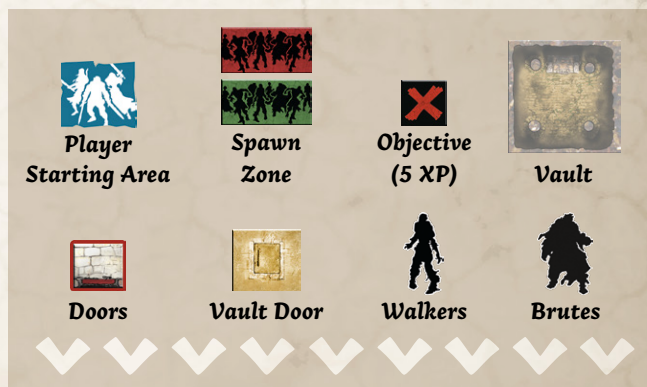 Player
Starting Area
Spawn
Zone
Objective
(5 XP)
Vault
Doors
Vault Door
Walkers
Brutes